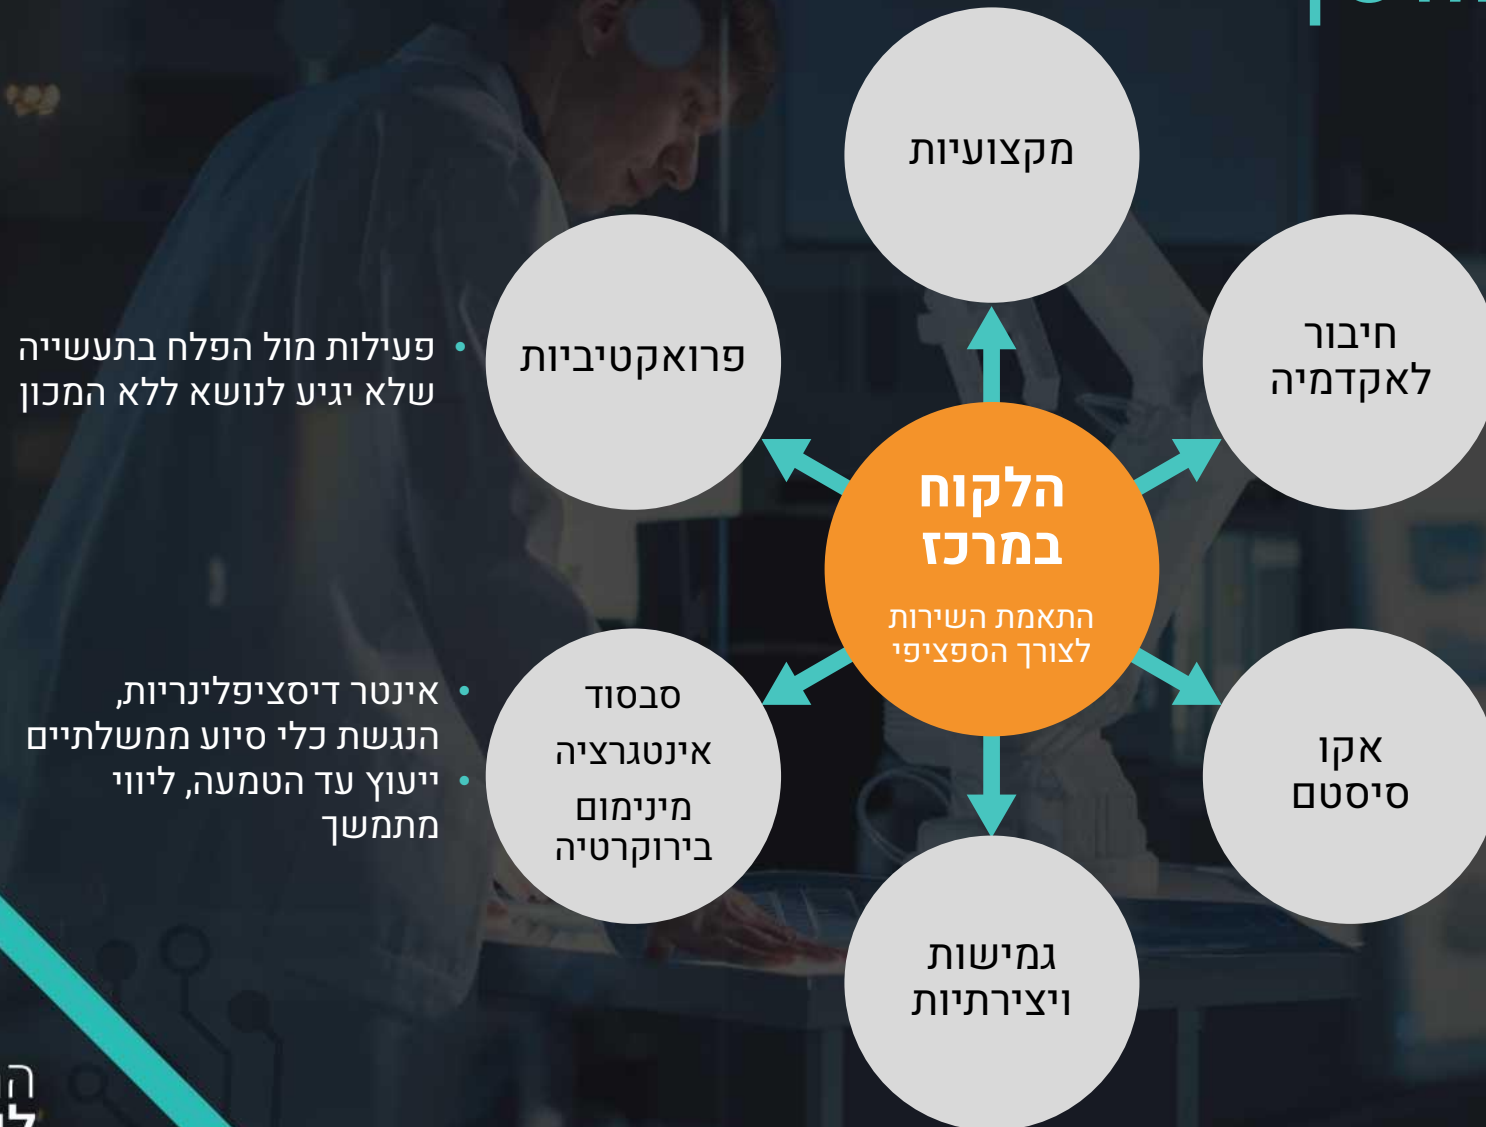 מקצועיות
חיבור
לאקדמיה
פרואקטיביות
• פעילות מול הפלח בתעשייה
שלא יגיע לנושא ללא המכון
הלקוח
במרכז
התאמת השירות
לצורך הספציפי
אקו
סיסטם
סבסוד
אינטגרציה
מינימום
בירוקרטיה
• אינטר דיסציפלינריות,
הנגשת כלי סיוע ממשלתיים
• ייעוץ עד הטמעה, ליווי
מתמשך
גמישות
ויצירתיות